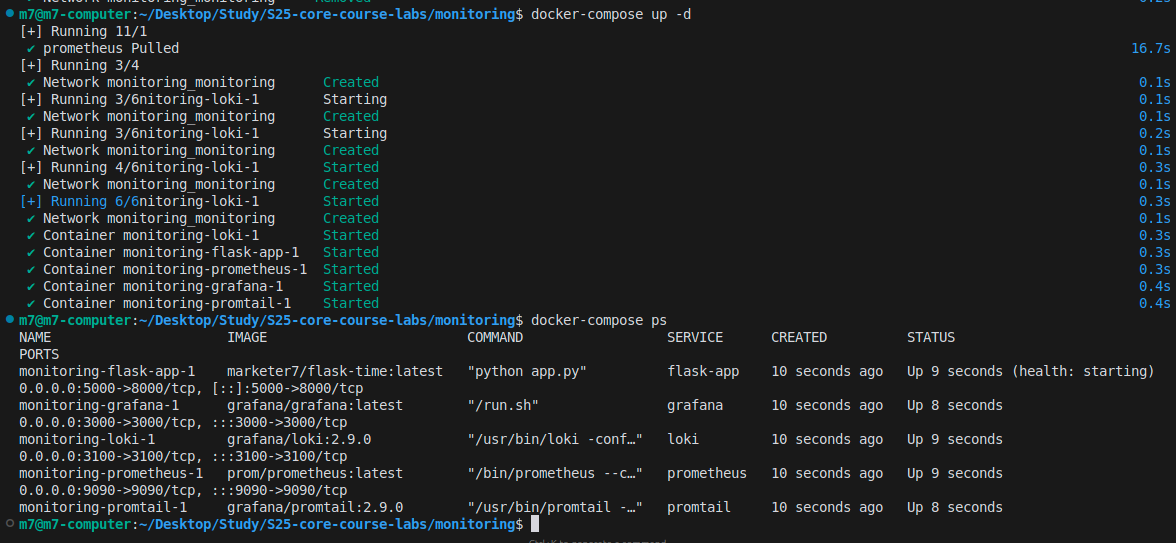 m7@m7-computer:~/Desktop/Study/S25-core-course-labs/monitoring$ docker-compose up -d
[+] Running 11/1
✔ prometheus Pulled 16.7s
[+] Running 3/4
✔ Network monitoring_monitoring Created 0.1s
[+] Running 3/6nitoring-loki-1 Starting 0.1s
✔ Network monitoring_monitoring Created 0.1s
[+] Running 3/6nitoring-loki-1 Starting 0.2s
✔ Network monitoring_monitoring Created 0.1s
[+] Running 4/6nitoring-loki-1 Started 0.3s
✔ Network monitoring_monitoring Created 0.1s
[+] Running 6/6nitoring-loki-1 Started 0.3s
✔ Network monitoring_monitoring Created 0.1s
✔ Container monitoring-loki-1 Started 0.3s
✔ Container monitoring-flask-app-1 Started 0.3s
✔ Container monitoring-prometheus-1 Started 0.3s
✔ Container monitoring-grafana-1 Started 0.4s
✔ Container monitoring-promtail-1 Started 0.4s
m7@m7-computer:~/Desktop/Study/S25-core-course-labs/monitoring$ docker-compose ps
NAME IMAGE COMMAND SERVICE CREATED STATUS
PORTS
monitoring-flask-app-1 marketer7/flask-time:latest "python app.py" flask-app 10 seconds ago Up 9 seconds (health: starting)
0.0.0.0:5000->8000/tcp, [::]:5000->8000/tcp
monitoring-grafana-1 grafana/grafana:latest "/run.sh" grafana 10 seconds ago Up 8 seconds
0.0.0.0:3000->3000/tcp, :::3000->3000/tcp
monitoring-loki-1 grafana/loki:2.9.0 "/usr/bin/loki -conf…" loki 10 seconds ago Up 9 seconds
0.0.0.0:3100->3100/tcp, :::3100->3100/tcp
monitoring-prometheus-1 prom/prometheus:latest "/bin/prometheus --c…" prometheus 10 seconds ago Up 9 seconds
0.0.0.0:9090->9090/tcp, :::9090->9090/tcp
monitoring-promtail-1 grafana/promtail:2.9.0 "/usr/bin/promtail -…" promtail 10 seconds ago Up 8 seconds
m7@m7-computer:~/Desktop/Study/S25-core-course-labs/monitoring$